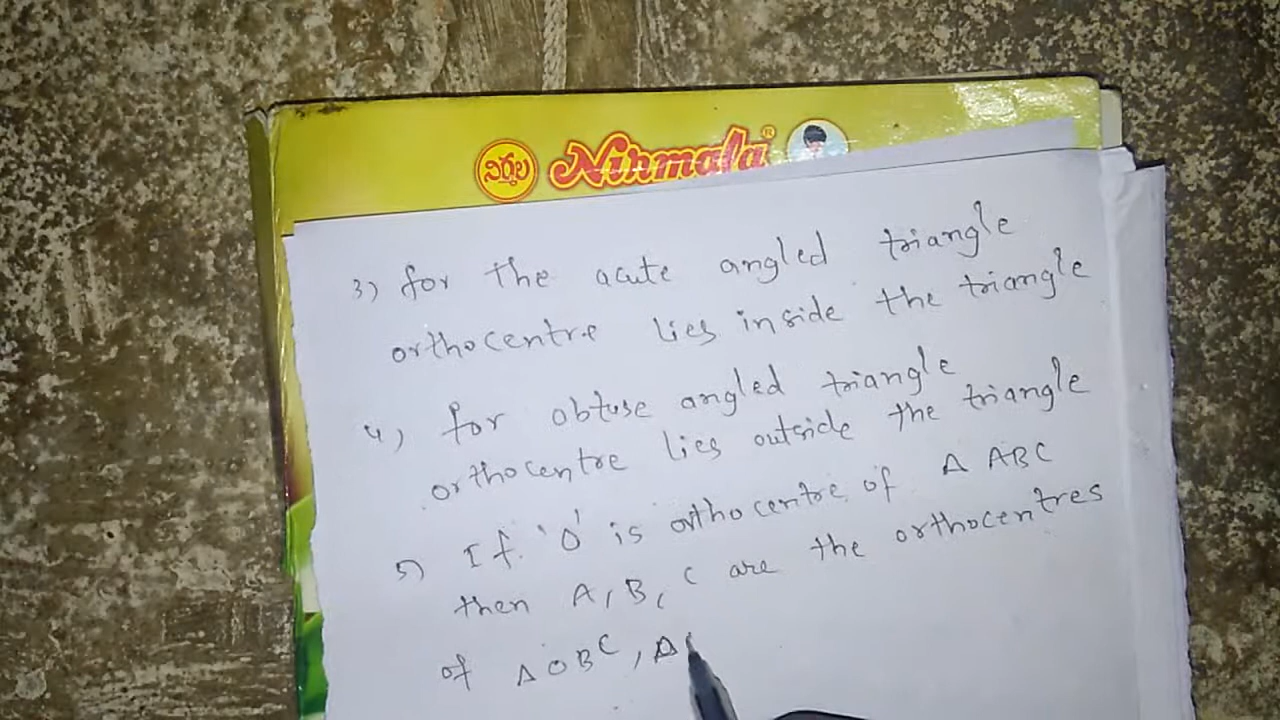 నిర్మల Nirmala ®
3) for the acute angled triangle
orthocentre lies inside the triangle
4) for obtuse angled triangle
orthocentre lies outside the triangle
5) If 'O' is orthocentre of Δ ABC
then A, B, C are the orthocentres
of Δ OBC, Δ